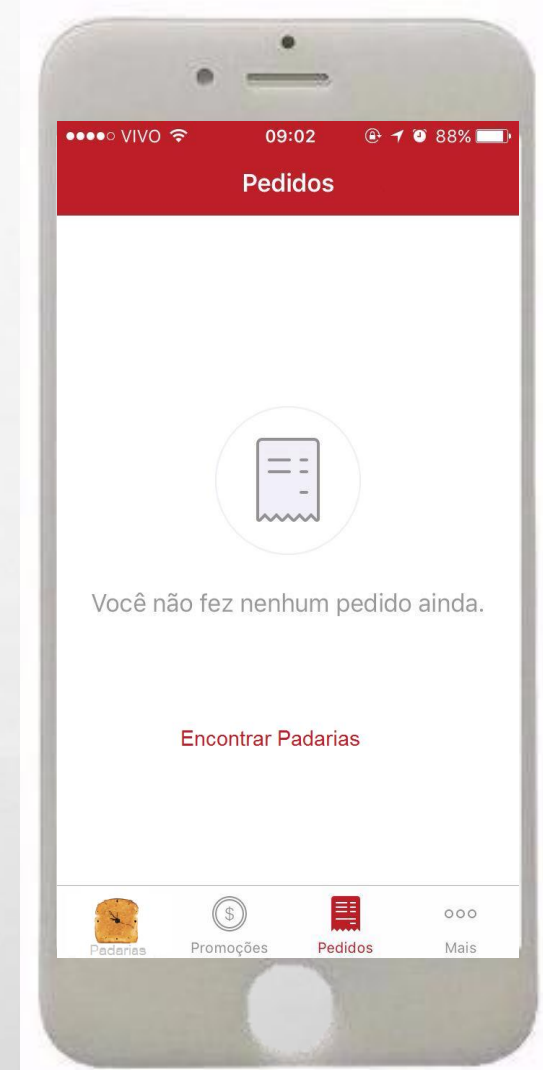 VIVO 09:02 88%
Pedidos
Você não fez nenhum pedido ainda.
Encontrar Padarias
$
Padarias Promoções Pedidos Mais